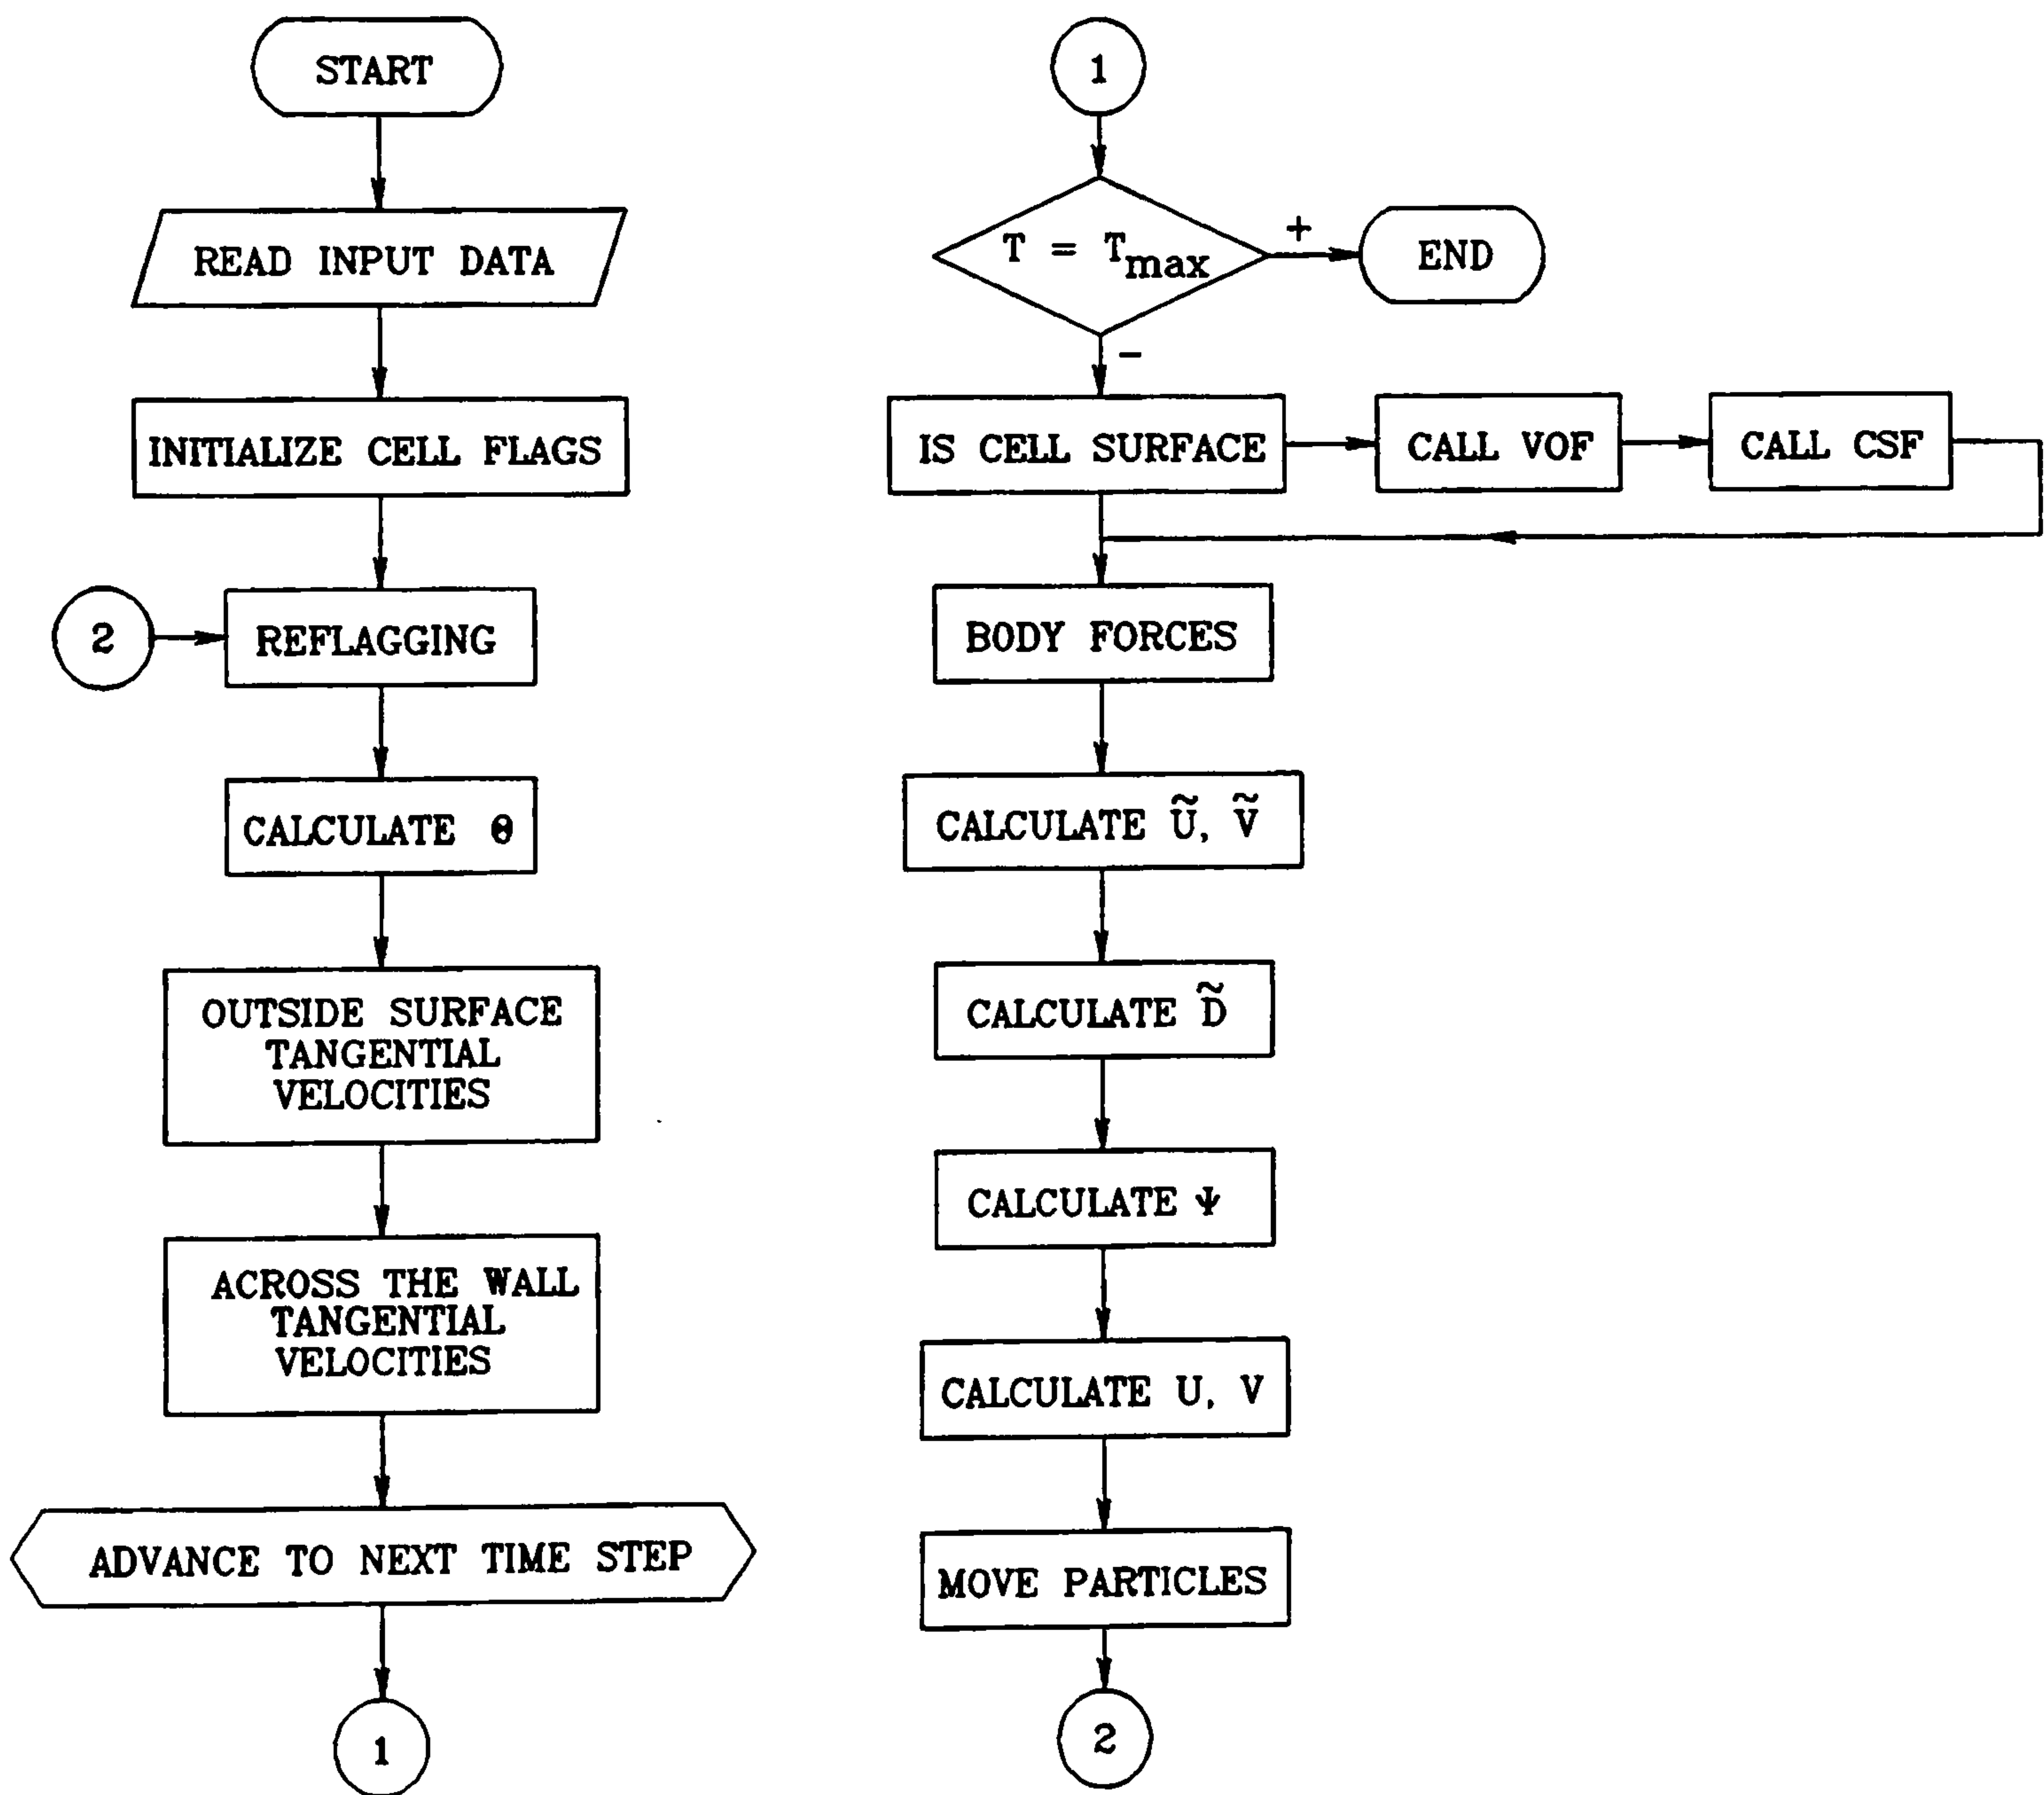 START
READ INPUT DATA
INITIALIZE CELL FLAGS
2
REFLAGGING
CALCULATE Θ
OUTSIDE SURFACE
TANGENTIAL
VELOCITIES
ACROSS THE WALL
TANGENTIAL
VELOCITIES
ADVANCE TO NEXT TIME STEP
1
1
T = Tmax
+
END
-
IS CELL SURFACE
CALL VOF
CALL CSF
BODY FORCES
CALCULATE Ũ, Ṽ
CALCULATE D̃
CALCULATE Ψ
CALCULATE U, V
MOVE PARTICLES
2